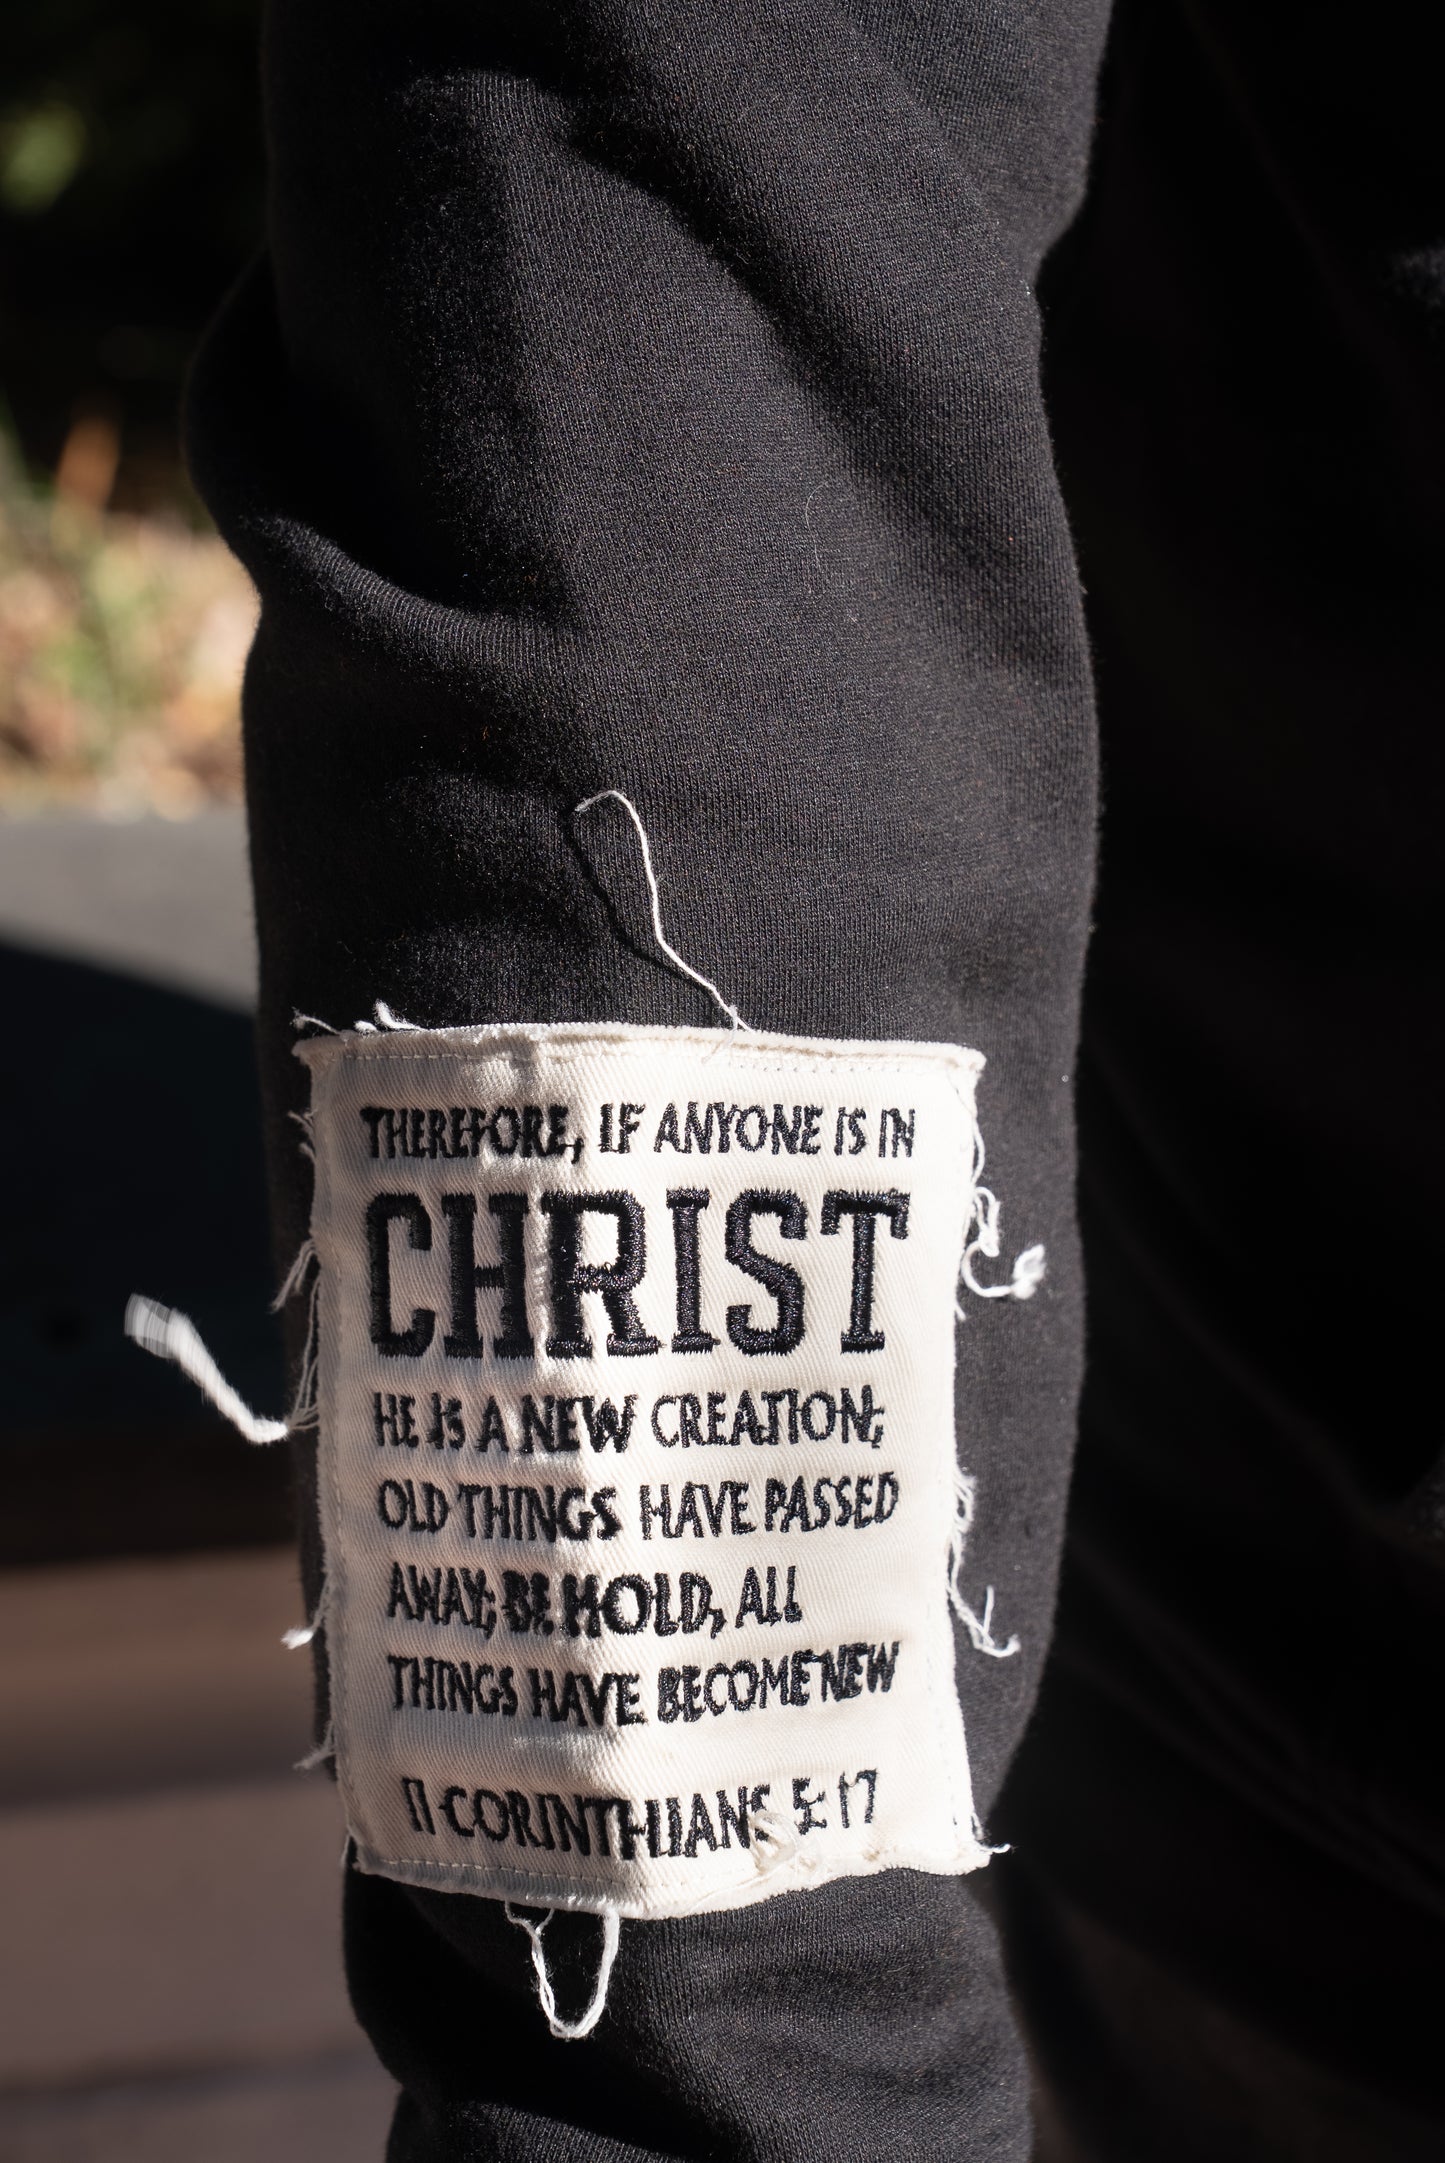 THEREFORE, IF ANYONE IS IN
CHRIST
HE IS A NEW CREATION;
OLD THINGS HAVE PASSED
AWAY; BEHOLD, ALL
THINGS HAVE BECOME NEW
II CORINTHIANS 5:17